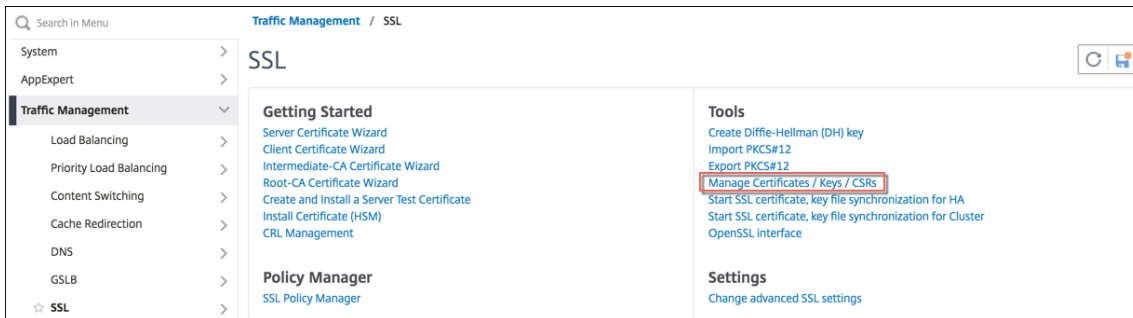 Search in Menu
System
AppExpert
Traffic Management
Load Balancing
Priority Load Balancing
Content Switching
Cache Redirection
DNS
GSLB
SSL
Traffic Management / SSL
SSL
Getting Started
Server Certificate Wizard
Client Certificate Wizard
Intermediate-CA Certificate Wizard
Root-CA Certificate Wizard
Create and Install a Server Test Certificate
Install Certificate (HSM)
CRL Management
Policy Manager
SSL Policy Manager
Tools
Create Diffie-Hellman (DH) key
Import PKCS#12
Export PKCS#12
Manage Certificates / Keys / CSRs
Start SSL certificate, key file synchronization for HA
Start SSL certificate, key file synchronization for Cluster
OpenSSL interface
Settings
Change advanced SSL settings